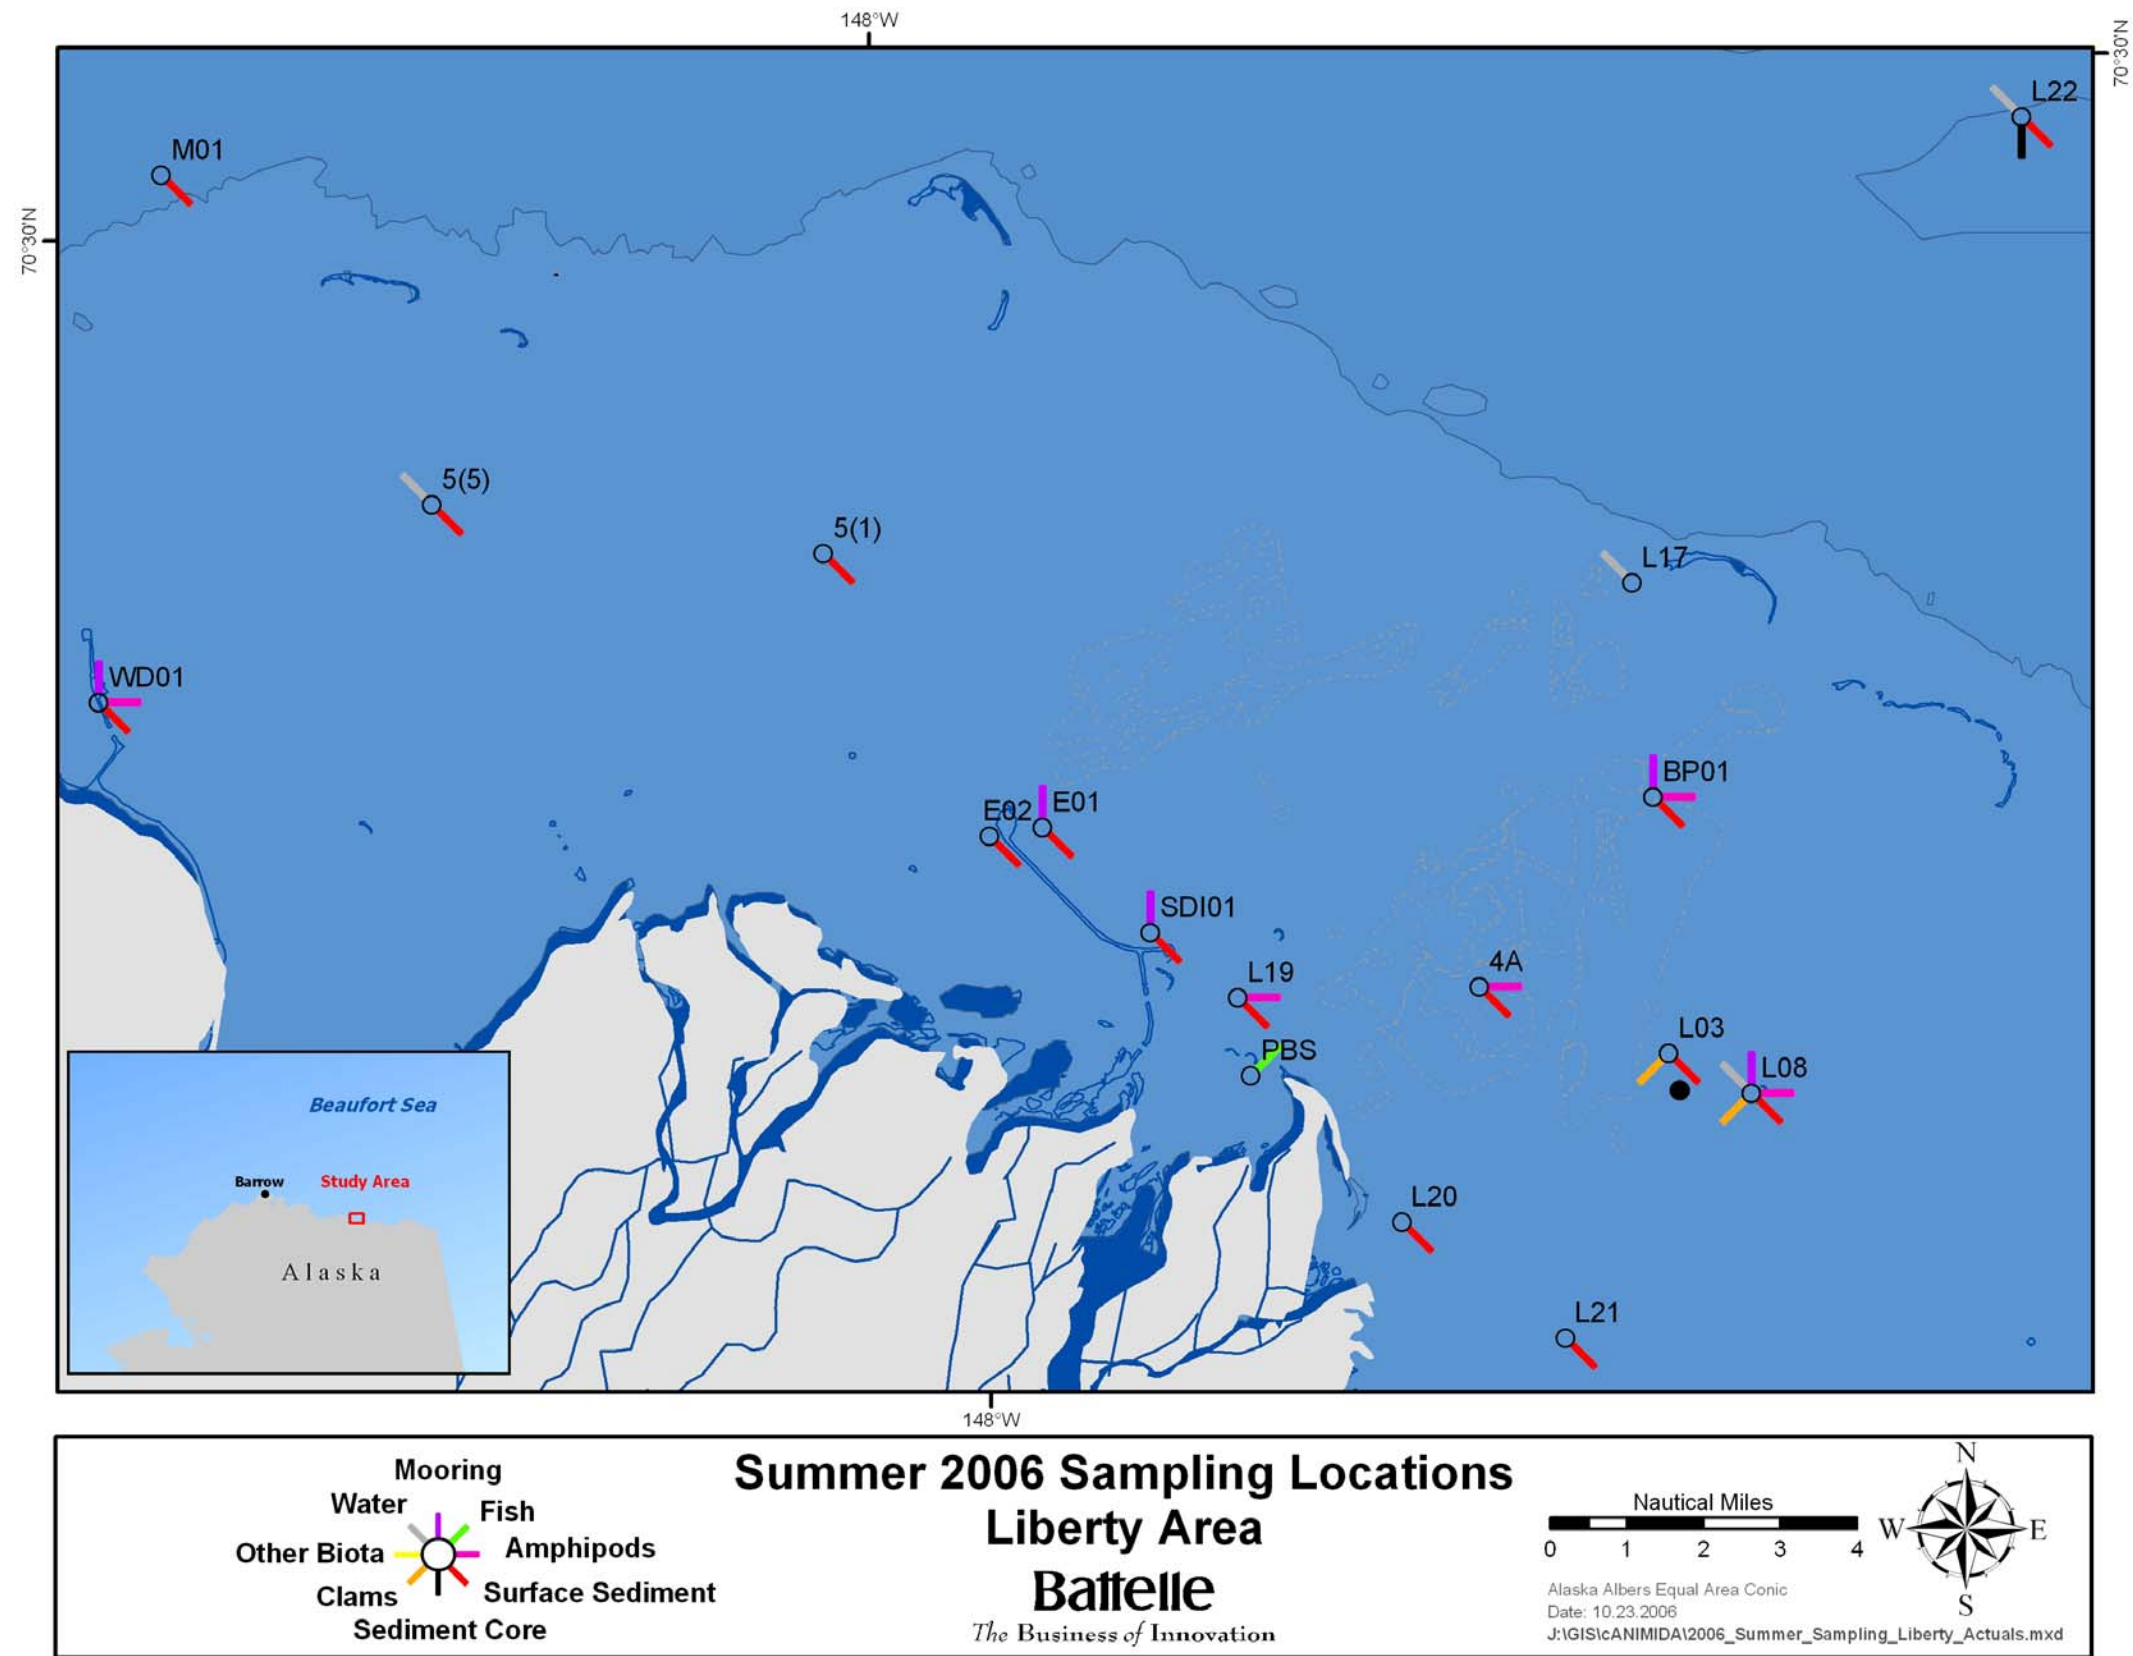 148°W
70°30'N
L22
M01
70°30'N
5(5)
5(1)
L17
WD01
BP01
E02
E01
SDI01
4A
L19
L03
PBS
L08
L20
L21
Beaufort Sea
Barrow
Study Area
Alaska
148°W
Mooring
Water
Fish
Other Biota
Amphipods
Clams
Surface Sediment
Sediment Core
Summer 2006 Sampling Locations
Liberty Area
Battelle
The Business of Innovation
Nautical Miles
0 1 2 3 4
N
W E
S
Alaska Albers Equal Area Conic
Date: 10.23.2006
J:\GIS\cANIMIDA\2006_Summer_Sampling_Liberty_Actuals.mxd